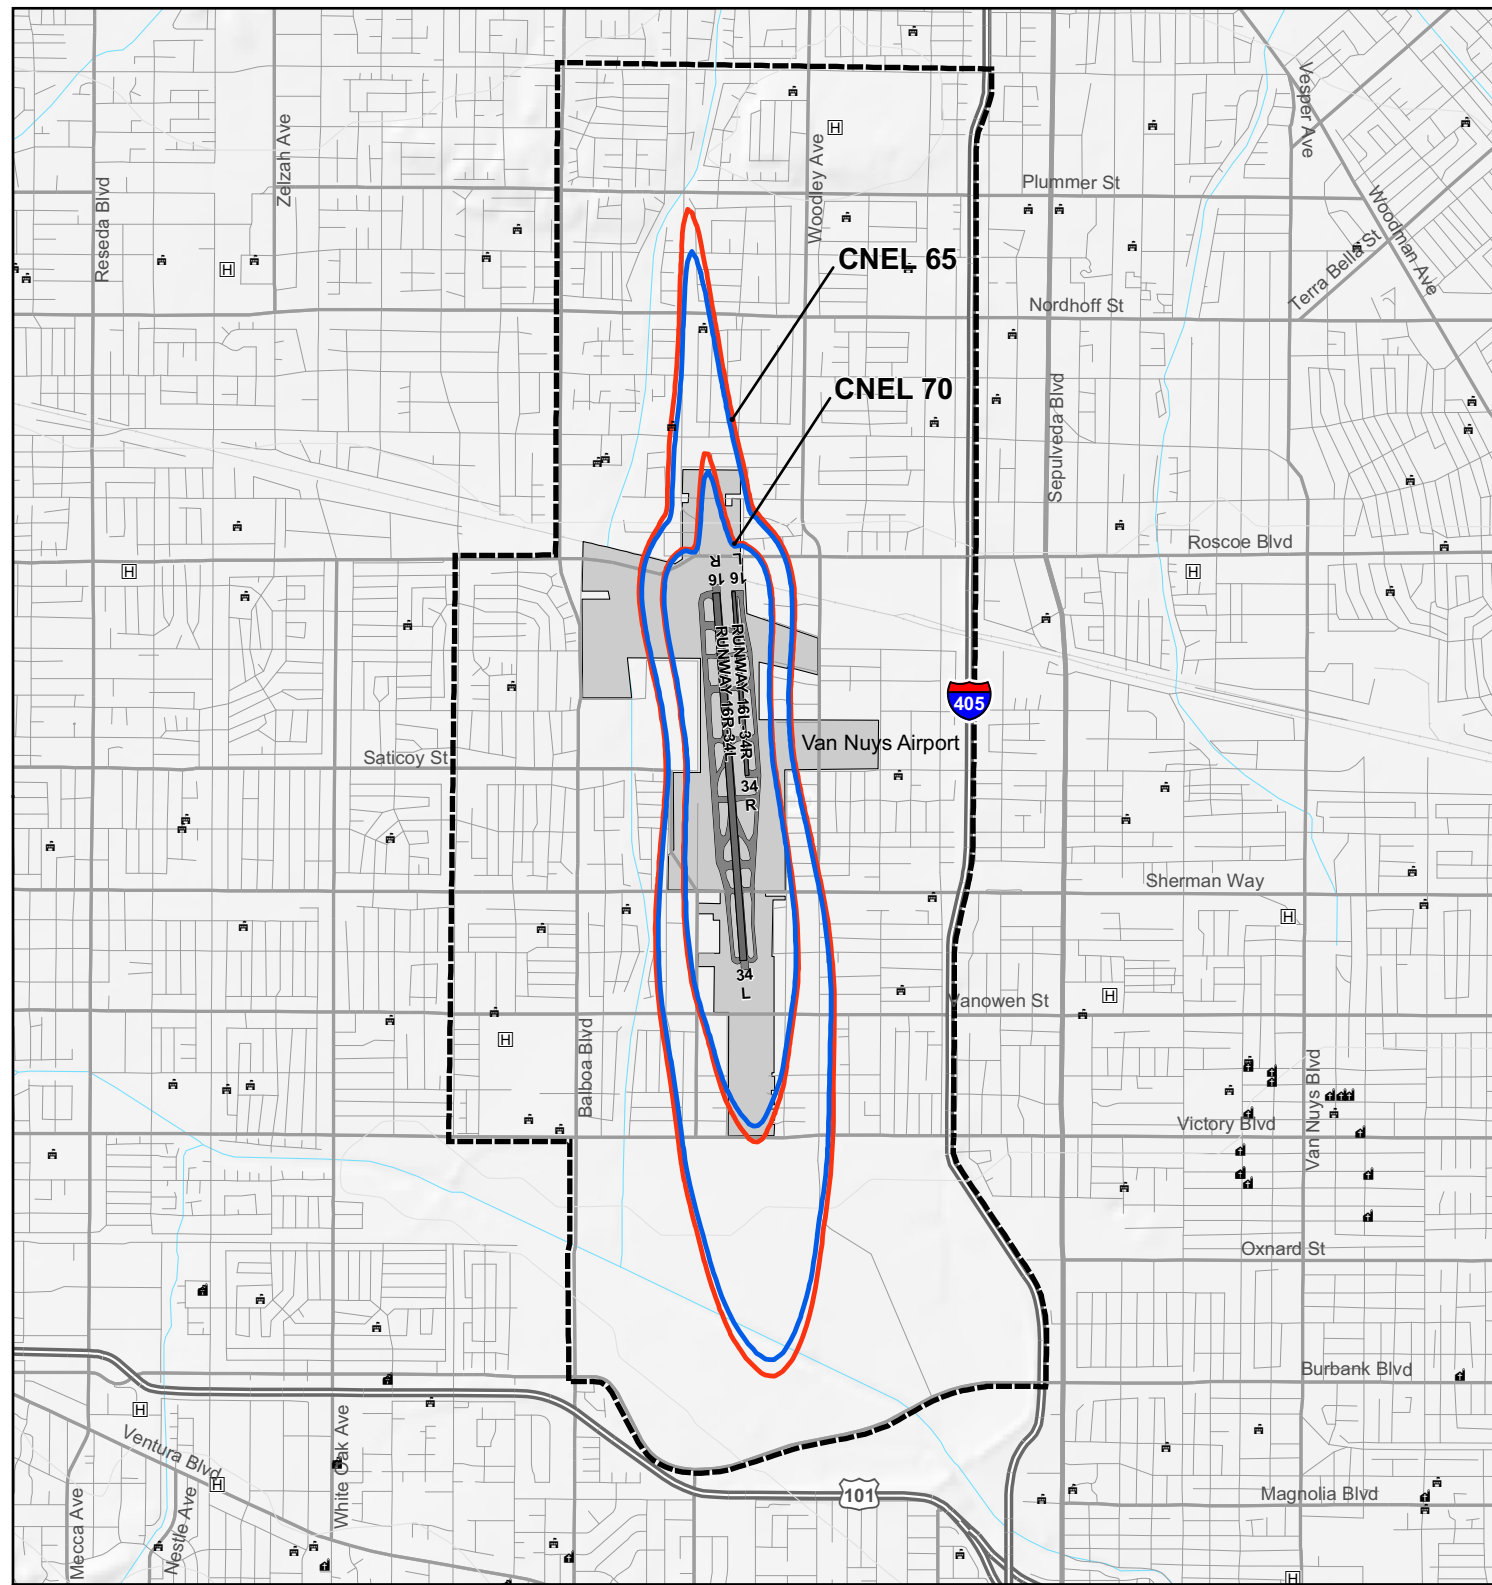 Vesper Ave
Zelzah Ave
H
Woodley Ave
Plummer St
Reseda Blvd
Woodman Ave
Terra Bella St
CNEL 65
H
Nordhoff St
CNEL 70
Sepulveda Blvd
Roscoe Blvd
H
H
16 R
16 L
RUNWAY 16R-34L
RUNWAY 16L-34R
405
Van Nuys Airport
Saticoy St
34
R
Sherman Way
H
34
L
Vanowen St
H
H
Balboa Blvd
Van Nuys Blvd
Victory Blvd
Oxnard St
Burbank Blvd
H
Ventura Blvd
White Oak Ave
H
101
Magnolia Blvd
Mecca Ave
Nestle Ave
H